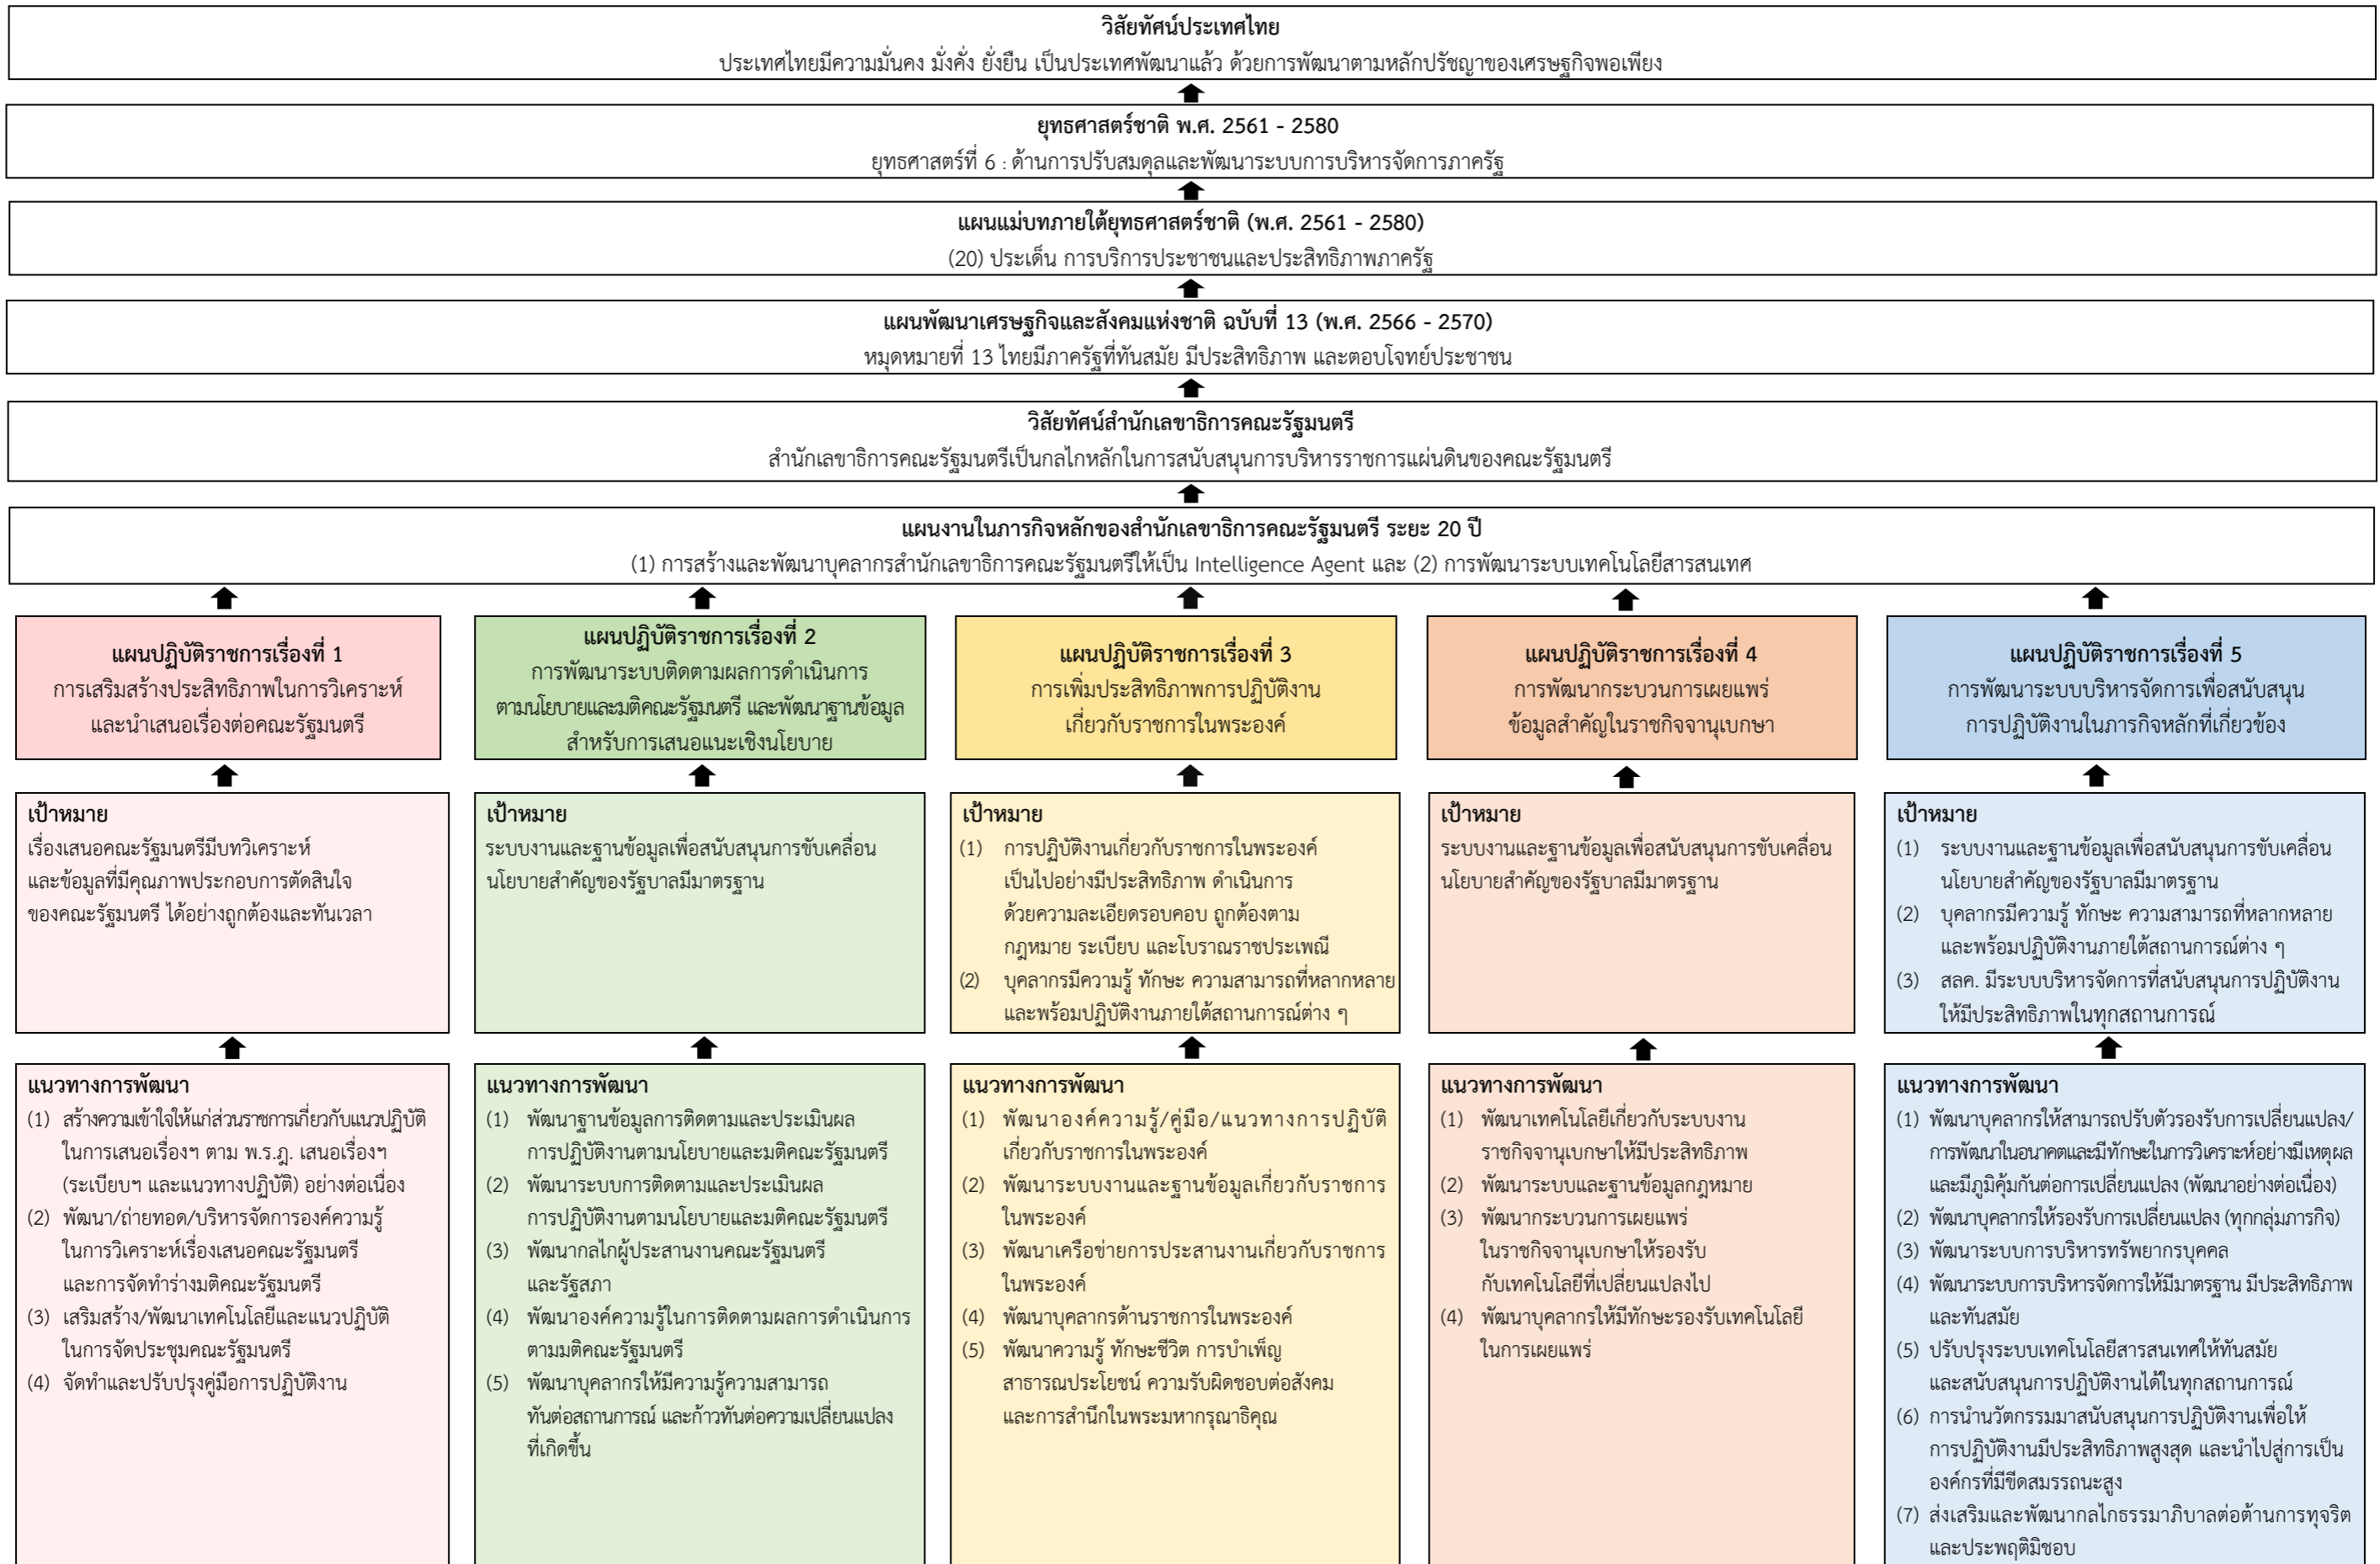 วิสัยทัศน์ประเทศไทย
ประเทศไทยมีความมั่นคง มั่งคั่ง ยั่งยืน เป็นประเทศพัฒนาแล้ว ด้วยการพัฒนาตามหลักปรัชญาของเศรษฐกิจพอเพียง
ยุทธศาสตร์ชาติ พ.ศ. 2561 - 2580
ยุทธศาสตร์ที่ 6 : ด้านการปรับสมดุลและพัฒนาระบบการบริหารจัดการภาครัฐ
แผนแม่บทภายใต้ยุทธศาสตร์ชาติ (พ.ศ. 2561 - 2580)
(20) ประเด็น การบริการประชาชนและประสิทธิภาพภาครัฐ
แผนพัฒนาเศรษฐกิจและสังคมแห่งชาติ ฉบับที่ 13 (พ.ศ. 2566 - 2570)
หมุดหมายที่ 13 ไทยมีภาครัฐที่ทันสมัย มีประสิทธิภาพ และตอบโจทย์ประชาชน
วิสัยทัศน์สำนักเลขาธิการคณะรัฐมนตรี
สำนักเลขาธิการคณะรัฐมนตรีเป็นกลไกหลักในการสนับสนุนการบริหารราชการแผ่นดินของคณะรัฐมนตรี
แผนงานในภารกิจหลักของสำนักเลขาธิการคณะรัฐมนตรี ระยะ 20 ปี
(1) การสร้างและพัฒนาบุคลากรสำนักเลขาธิการคณะรัฐมนตรีให้เป็น Intelligence Agent และ (2) การพัฒนาระบบเทคโนโลยีสารสนเทศ
แผนปฏิบัติราชการเรื่องที่ 1
การเสริมสร้างประสิทธิภาพในการวิเคราะห์
และนำเสนอเรื่องต่อคณะรัฐมนตรี
แผนปฏิบัติราชการเรื่องที่ 2
การพัฒนาระบบติดตามผลการดำเนินการ
ตามนโยบายและมติคณะรัฐมนตรี และพัฒนาฐานข้อมูล
สำหรับการเสนอแนะเชิงนโยบาย
แผนปฏิบัติราชการเรื่องที่ 3
การเพิ่มประสิทธิภาพการปฏิบัติงาน
เกี่ยวกับราชการในพระองค์
แผนปฏิบัติราชการเรื่องที่ 4
การพัฒนากระบวนการเผยแพร่
ข้อมูลสำคัญในราชกิจจานุเบกษา
แผนปฏิบัติราชการเรื่องที่ 5
การพัฒนาระบบบริหารจัดการเพื่อสนับสนุน
การปฏิบัติงานในภารกิจหลักที่เกี่ยวข้อง
เป้าหมาย
เรื่องเสนอคณะรัฐมนตรีมีบทวิเคราะห์
และข้อมูลที่มีคุณภาพประกอบการตัดสินใจ
ของคณะรัฐมนตรี ได้อย่างถูกต้องและทันเวลา
เป้าหมาย
ระบบงานและฐานข้อมูลเพื่อสนับสนุนการขับเคลื่อน
นโยบายสำคัญของรัฐบาลมีมาตรฐาน
เป้าหมาย
(1) การปฏิบัติงานเกี่ยวกับราชการในพระองค์
เป็นไปอย่างมีประสิทธิภาพ ดำเนินการ
ด้วยความละเอียดรอบคอบ ถูกต้องตาม
กฎหมาย ระเบียบ และโบราณราชประเพณี
(2) บุคลากรมีความรู้ ทักษะ ความสามารถที่หลากหลาย
และพร้อมปฏิบัติงานภายใต้สถานการณ์ต่าง ๆ
เป้าหมาย
ระบบงานและฐานข้อมูลเพื่อสนับสนุนการขับเคลื่อน
นโยบายสำคัญของรัฐบาลมีมาตรฐาน
เป้าหมาย
(1) ระบบงานและฐานข้อมูลเพื่อสนับสนุนการขับเคลื่อน
นโยบายสำคัญของรัฐบาลมีมาตรฐาน
(2) บุคลากรมีความรู้ ทักษะ ความสามารถที่หลากหลาย
และพร้อมปฏิบัติงานภายใต้สถานการณ์ต่าง ๆ
(3) สลค. มีระบบบริหารจัดการที่สนับสนุนการปฏิบัติงาน
ให้มีประสิทธิภาพในทุกสถานการณ์
แนวทางการพัฒนา
(1) สร้างความเข้าใจให้แก่ส่วนราชการเกี่ยวกับแนวปฏิบัติ
ในการเสนอเรื่องฯ ตาม พ.ร.ฎ. เสนอเรื่องฯ
(ระเบียบฯ และแนวทางปฏิบัติ) อย่างต่อเนื่อง
(2) พัฒนา/ถ่ายทอด/บริหารจัดการองค์ความรู้
ในการวิเคราะห์เรื่องเสนอคณะรัฐมนตรี
และการจัดทำร่างมติคณะรัฐมนตรี
(3) เสริมสร้าง/พัฒนาเทคโนโลยีและแนวปฏิบัติ
ในการจัดประชุมคณะรัฐมนตรี
(4) จัดทำและปรับปรุงคู่มือการปฏิบัติงาน
แนวทางการพัฒนา
(1) พัฒนาฐานข้อมูลการติดตามและประเมินผล
การปฏิบัติงานตามนโยบายและมติคณะรัฐมนตรี
(2) พัฒนาระบบการติดตามและประเมินผล
การปฏิบัติงานตามนโยบายและมติคณะรัฐมนตรี
(3) พัฒนากลไกผู้ประสานงานคณะรัฐมนตรี
และรัฐสภา
(4) พัฒนาองค์ความรู้ในการติดตามผลการดำเนินการ
ตามมติคณะรัฐมนตรี
(5) พัฒนาบุคลากรให้มีความรู้ความสามารถ
ทันต่อสถานการณ์ และก้าวทันต่อความเปลี่ยนแปลง
ที่เกิดขึ้น
แนวทางการพัฒนา
(1) พัฒนาองค์ความรู้/คู่มือ/แนวทางการปฏิบัติ
เกี่ยวกับราชการในพระองค์
(2) พัฒนาระบบงานและฐานข้อมูลเกี่ยวกับราชการ
ในพระองค์
(3) พัฒนาเครือข่ายการประสานงานเกี่ยวกับราชการ
ในพระองค์
(4) พัฒนาบุคลากรด้านราชการในพระองค์
(5) พัฒนาความรู้ ทักษะชีวิต การบำเพ็ญ
สาธารณประโยชน์ ความรับผิดชอบต่อสังคม
และการสำนึกในพระมหากรุณาธิคุณ
แนวทางการพัฒนา
(1) พัฒนาเทคโนโลยีเกี่ยวกับระบบงาน
ราชกิจจานุเบกษาให้มีประสิทธิภาพ
(2) พัฒนาระบบและฐานข้อมูลกฎหมาย
(3) พัฒนากระบวนการเผยแพร่
ในราชกิจจานุเบกษาให้รองรับ
กับเทคโนโลยีที่เปลี่ยนแปลงไป
(4) พัฒนาบุคลากรให้มีทักษะรองรับเทคโนโลยี
ในการเผยแพร่
แนวทางการพัฒนา
(1) พัฒนาบุคลากรให้สามารถปรับตัวรองรับการเปลี่ยนแปลง/
การพัฒนาในอนาคตและมีทักษะในการวิเคราะห์อย่างมีเหตุผล
และมีภูมิคุ้มกันต่อการเปลี่ยนแปลง (พัฒนาอย่างต่อเนื่อง)
(2) พัฒนาบุคลากรให้รองรับการเปลี่ยนแปลง (ทุกกลุ่มภารกิจ)
(3) พัฒนาระบบการบริหารทรัพยากรบุคคล
(4) พัฒนาระบบการบริหารจัดการให้มีมาตรฐาน มีประสิทธิภาพ
และทันสมัย
(5) ปรับปรุงระบบเทคโนโลยีสารสนเทศให้ทันสมัย
และสนับสนุนการปฏิบัติงานได้ในทุกสถานการณ์
(6) การนำนวัตกรรมมาสนับสนุนการปฏิบัติงานเพื่อให้
การปฏิบัติงานมีประสิทธิภาพสูงสุด และนำไปสู่การเป็น
องค์กรที่มีขีดสมรรถนะสูง
(7) ส่งเสริมและพัฒนากลไกธรรมาภิบาลต่อต้านการทุจริต
และประพฤติมิชอบ